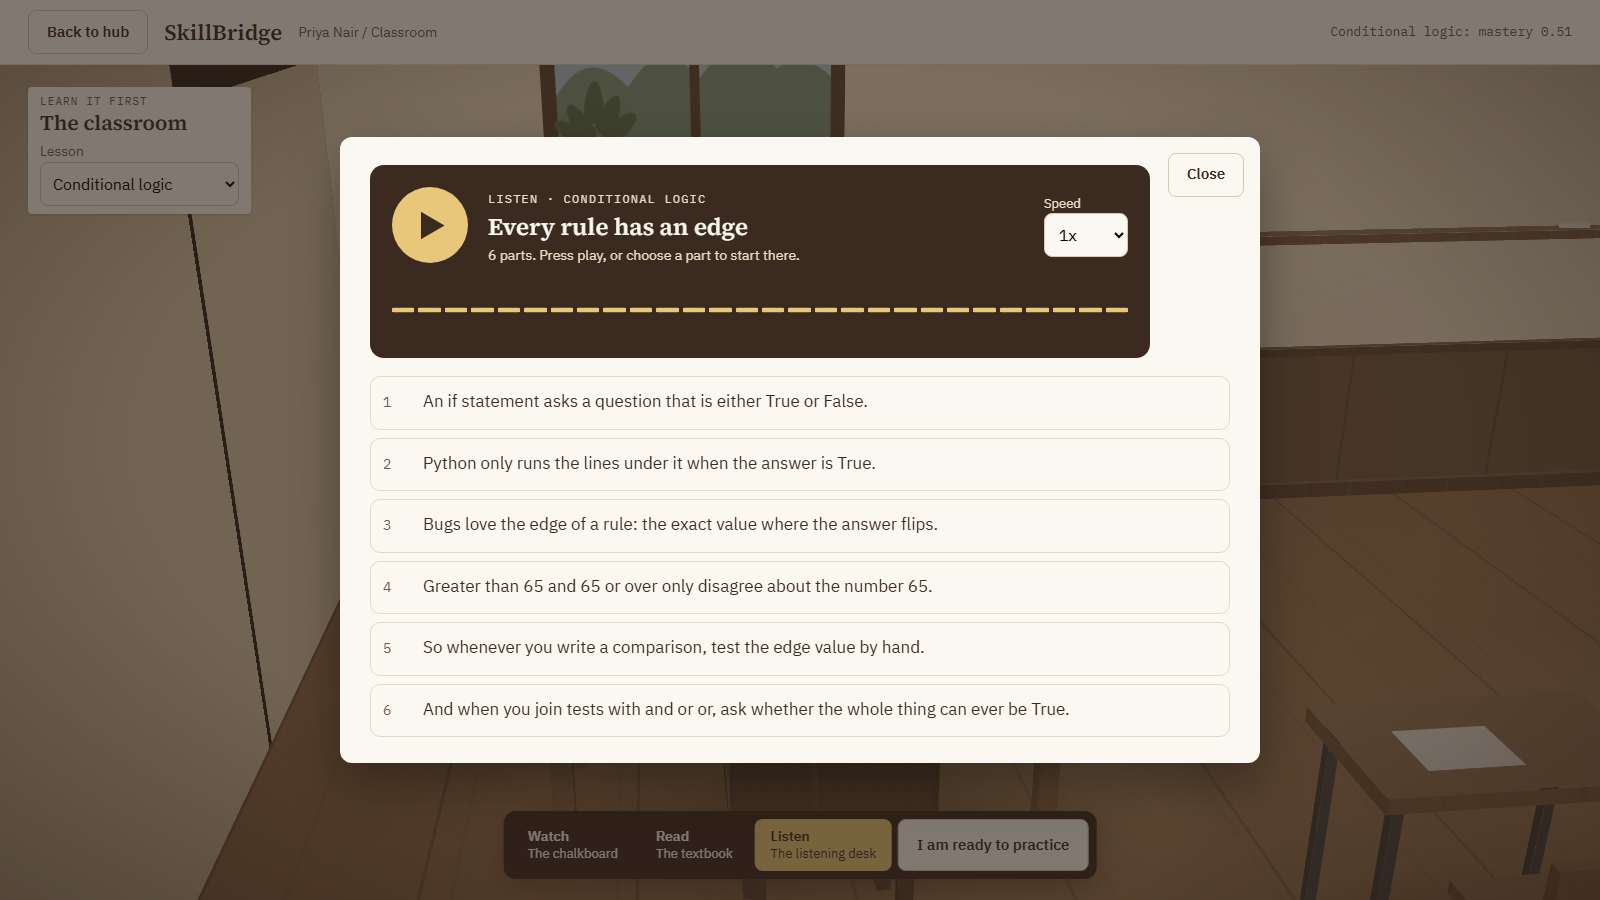 Back to hub
SkillBridge
Priya Nair / Classroom
Conditional logic: mastery 0.51
LEARN IT FIRST
The classroom
Lesson
Conditional logic
Close
LISTEN · CONDITIONAL LOGIC
Every rule has an edge
6 parts. Press play, or choose a part to start there.
Speed
1x
1 An if statement asks a question that is either True or False.
2 Python only runs the lines under it when the answer is True.
3 Bugs love the edge of a rule: the exact value where the answer flips.
4 Greater than 65 and 65 or over only disagree about the number 65.
5 So whenever you write a comparison, test the edge value by hand.
6 And when you join tests with and or or, ask whether the whole thing can ever be True.
Watch
The chalkboard
Read
The textbook
Listen
The listening desk
I am ready to practice